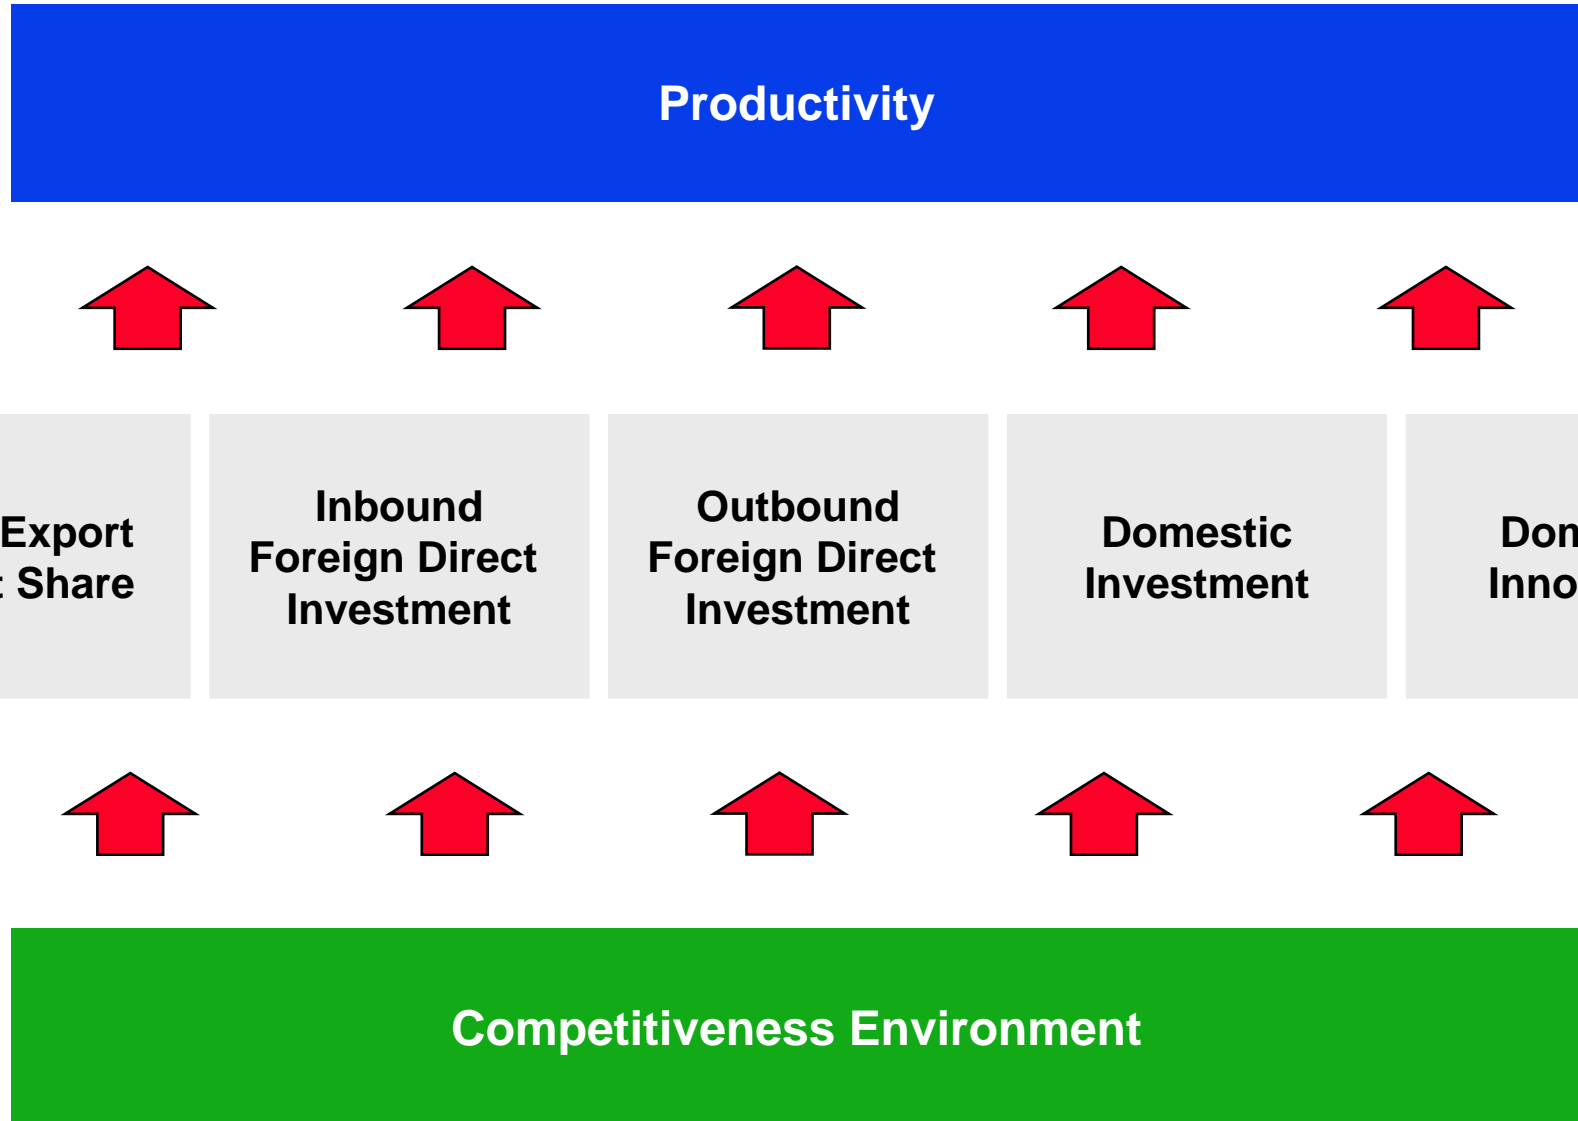 Productivity
Export
Share
Inbound
Foreign Direct
Investment
Outbound
Foreign Direct
Investment
Domestic
Investment
Competitiveness Environment